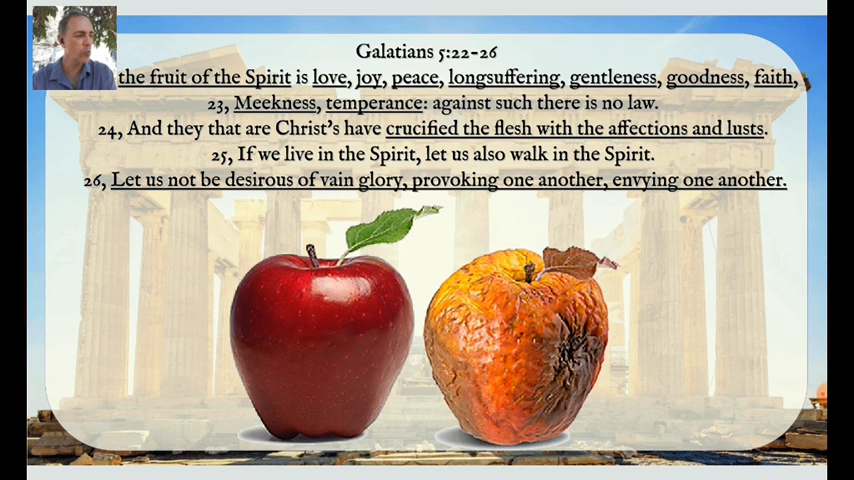 Galatians 5:22-26
the fruit of the Spirit is love, joy, peace, longsuffering, gentleness, goodness, faith,
23, Meekness, temperance: against such there is no law.
24, And they that are Christ's have crucified the flesh with the affections and lusts.
25, If we live in the Spirit, let us also walk in the Spirit.
26, Let us not be desirous of vain glory, provoking one another, envying one another.